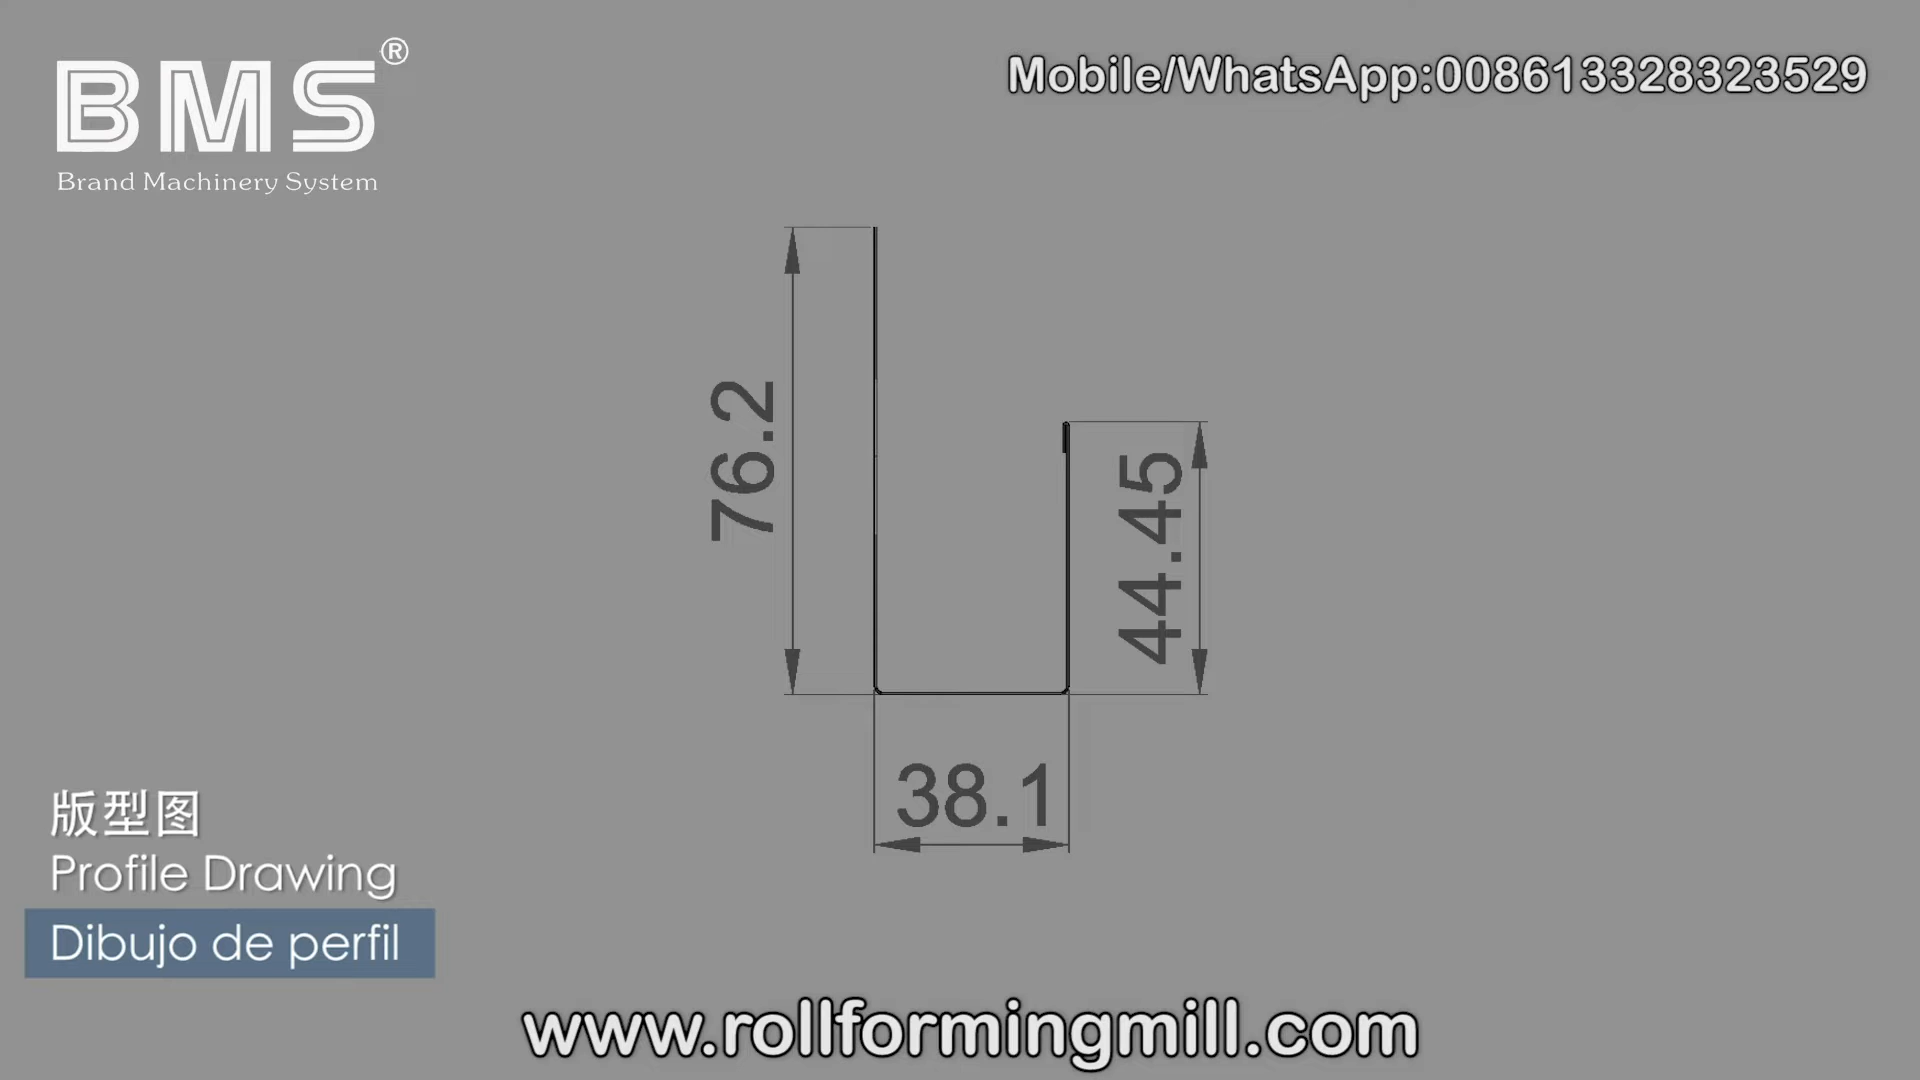 BMS®
Brand Machinery System
Mobile/WhatsApp:008613328323529
76.2
44.45
38.1
版型图
Profile Drawing
Dibujo de perfil
www.rollformingmill.com